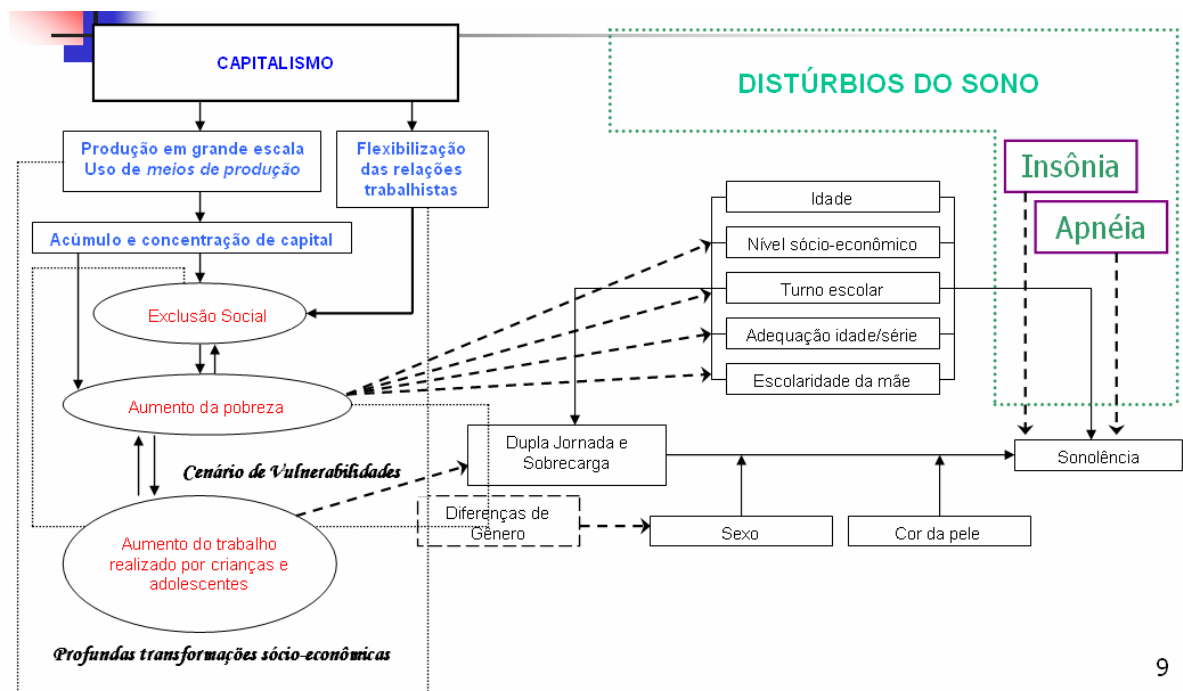 CAPITALISMO
DISTÚRBIOS DO SONO
Produção em grande escala
Uso de meios de produção
Flexibilização
das relações
trabalhistas
Insônia
Apnéia
Idade
Acúmulo e concentração de capital
Nível sócio-econômico
Exclusão Social
Turno escolar
Adequação idade/série
Escolaridade da mãe
Aumento da pobreza
Dupla Jornada e
Sobrecarga
Sonolência
Cenário de Vulnerabilidades
Diferenças de
Gênero
Sexo
Cor da pele
Aumento do trabalho
realizado por crianças e
adolescentes
Profundas transformações sócio-econômicas
9